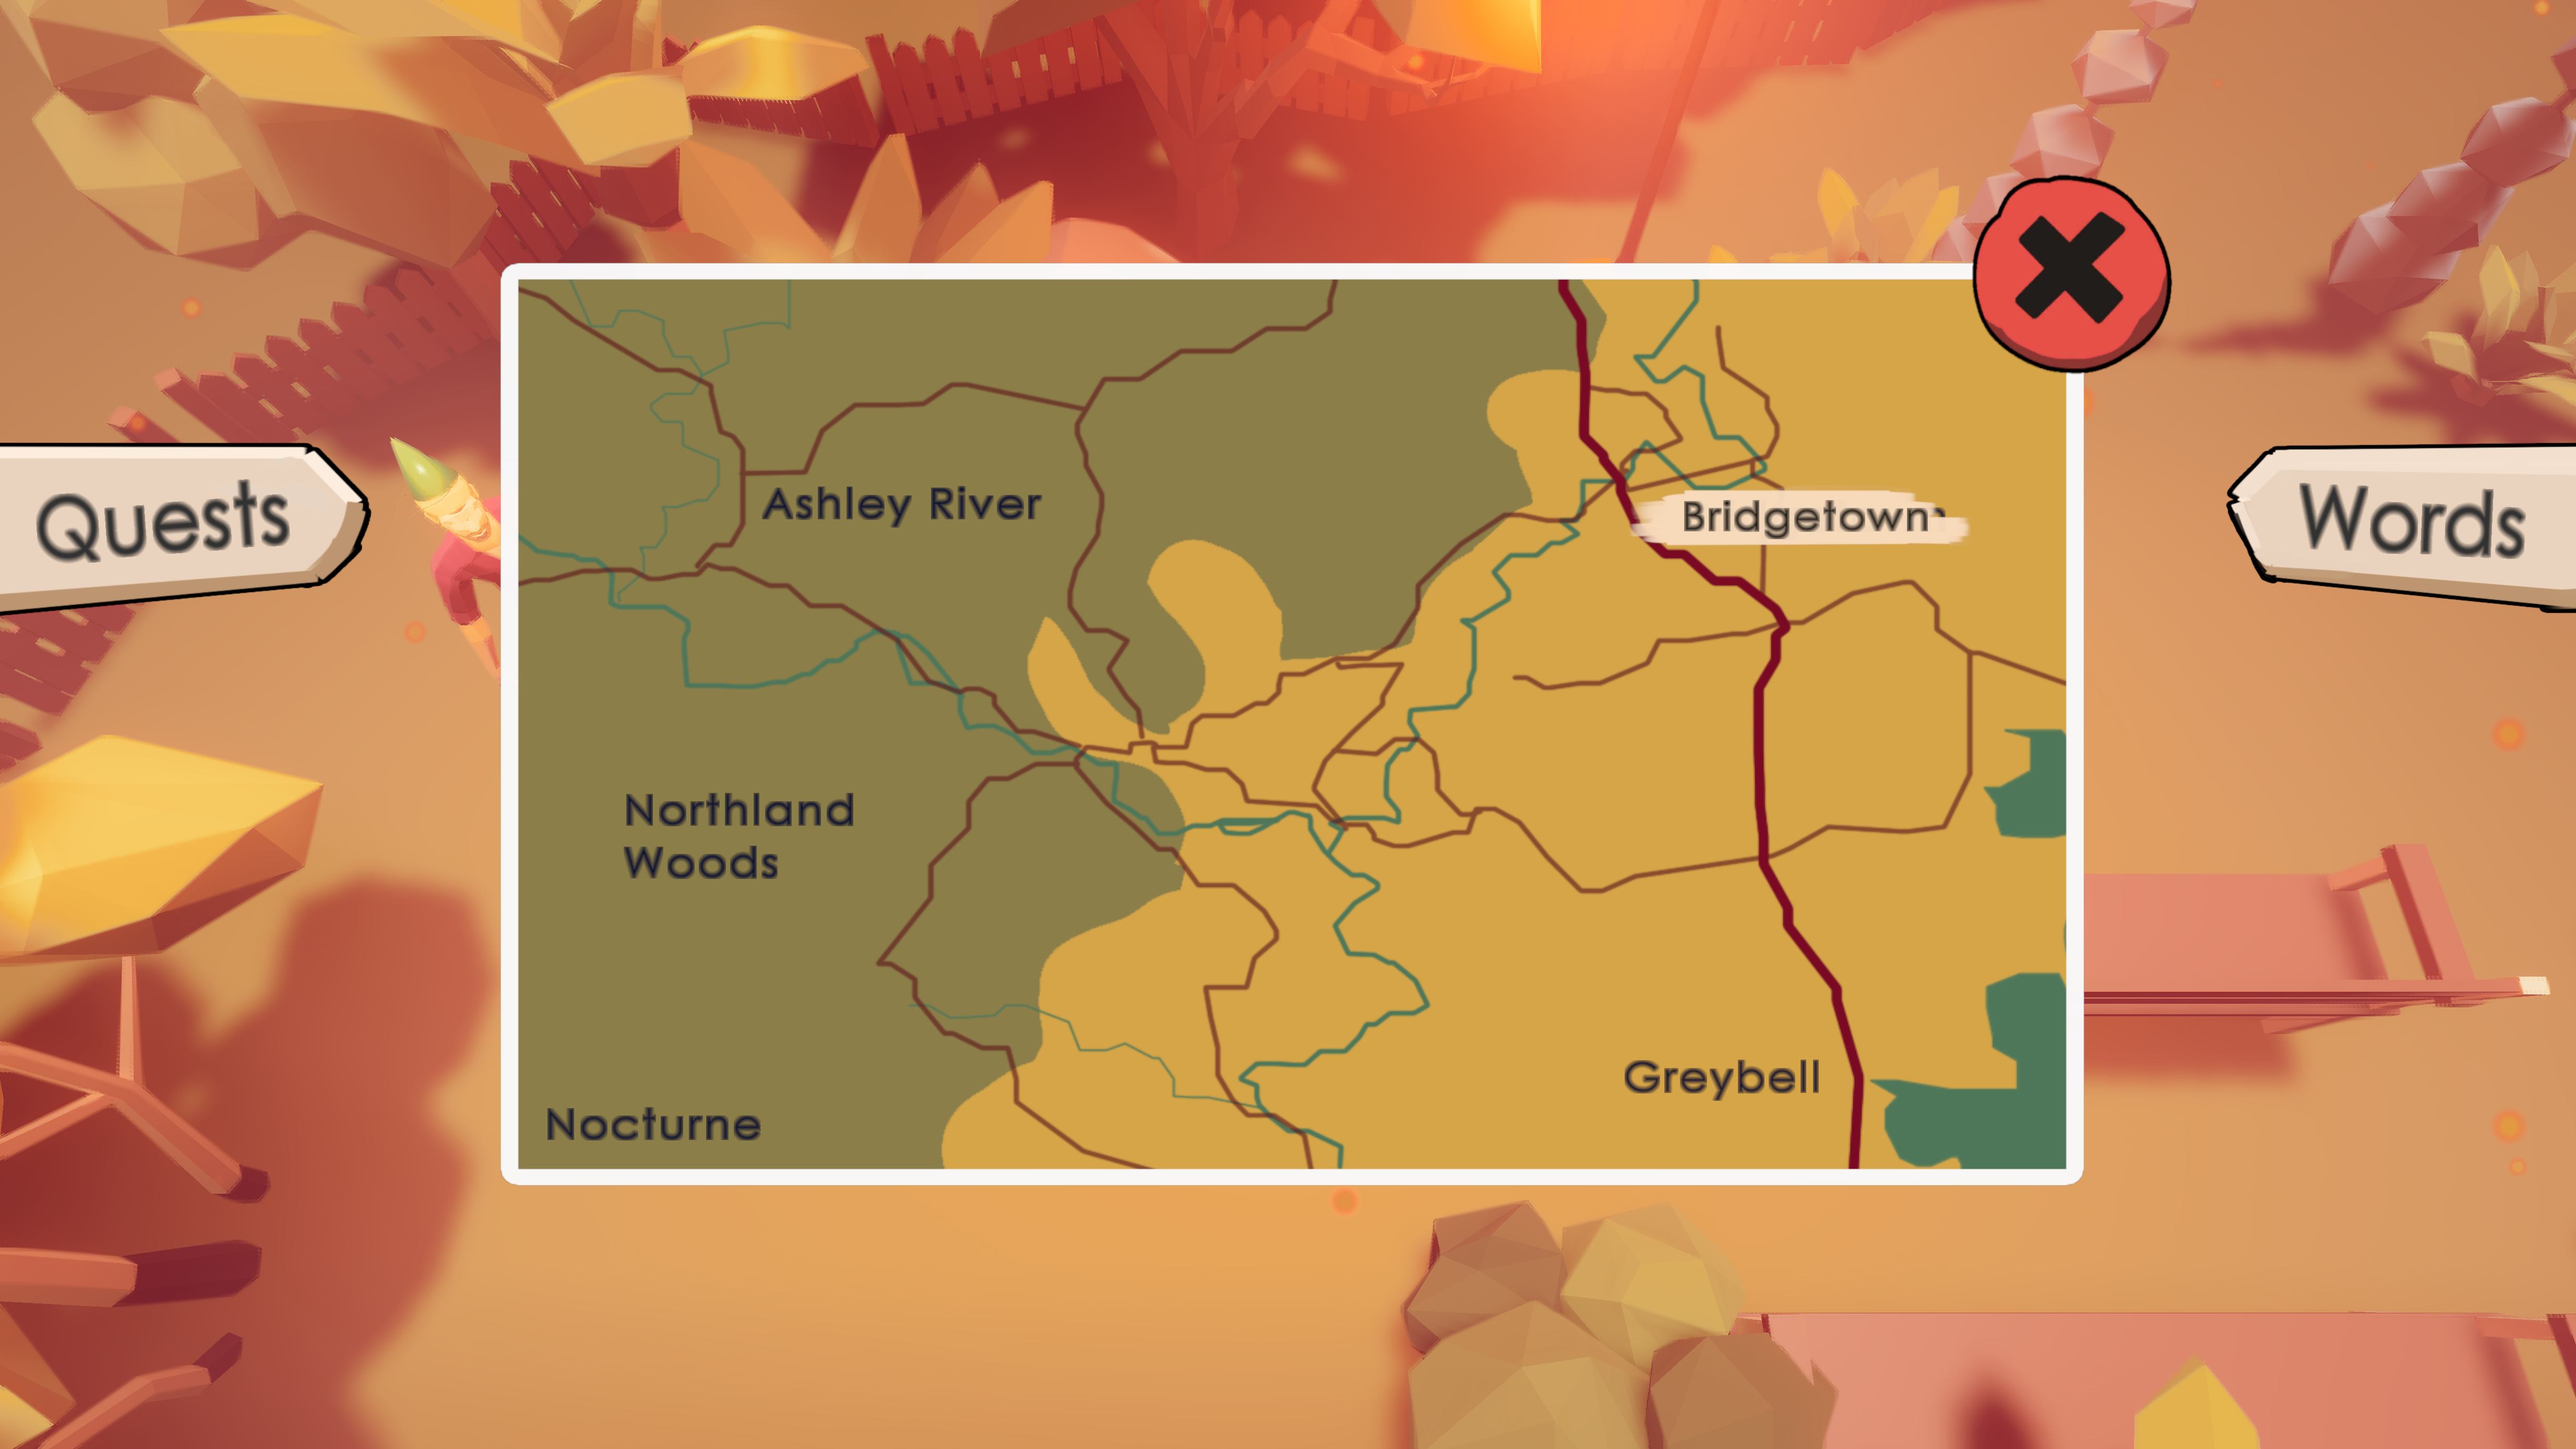 Quests
Words
Ashley River
Bridgetown
Northland
Woods
Greybell
Nocturne